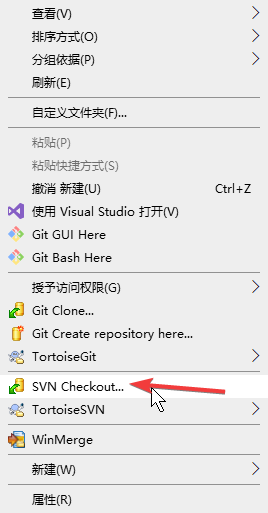 查看(V)
排序方式(O)
分组依据(P)
刷新(E)
自定义文件夹(F)...
粘贴(P)
粘贴快捷方式(S)
撤消 新建(U) Ctrl+Z
使用 Visual Studio 打开(V)
Git GUI Here
Git Bash Here
授予访问权限(G)
Git Clone...
Git Create repository here...
TortoiseGit
SVN Checkout...
TortoiseSVN
WinMerge
新建(W)
属性(R)